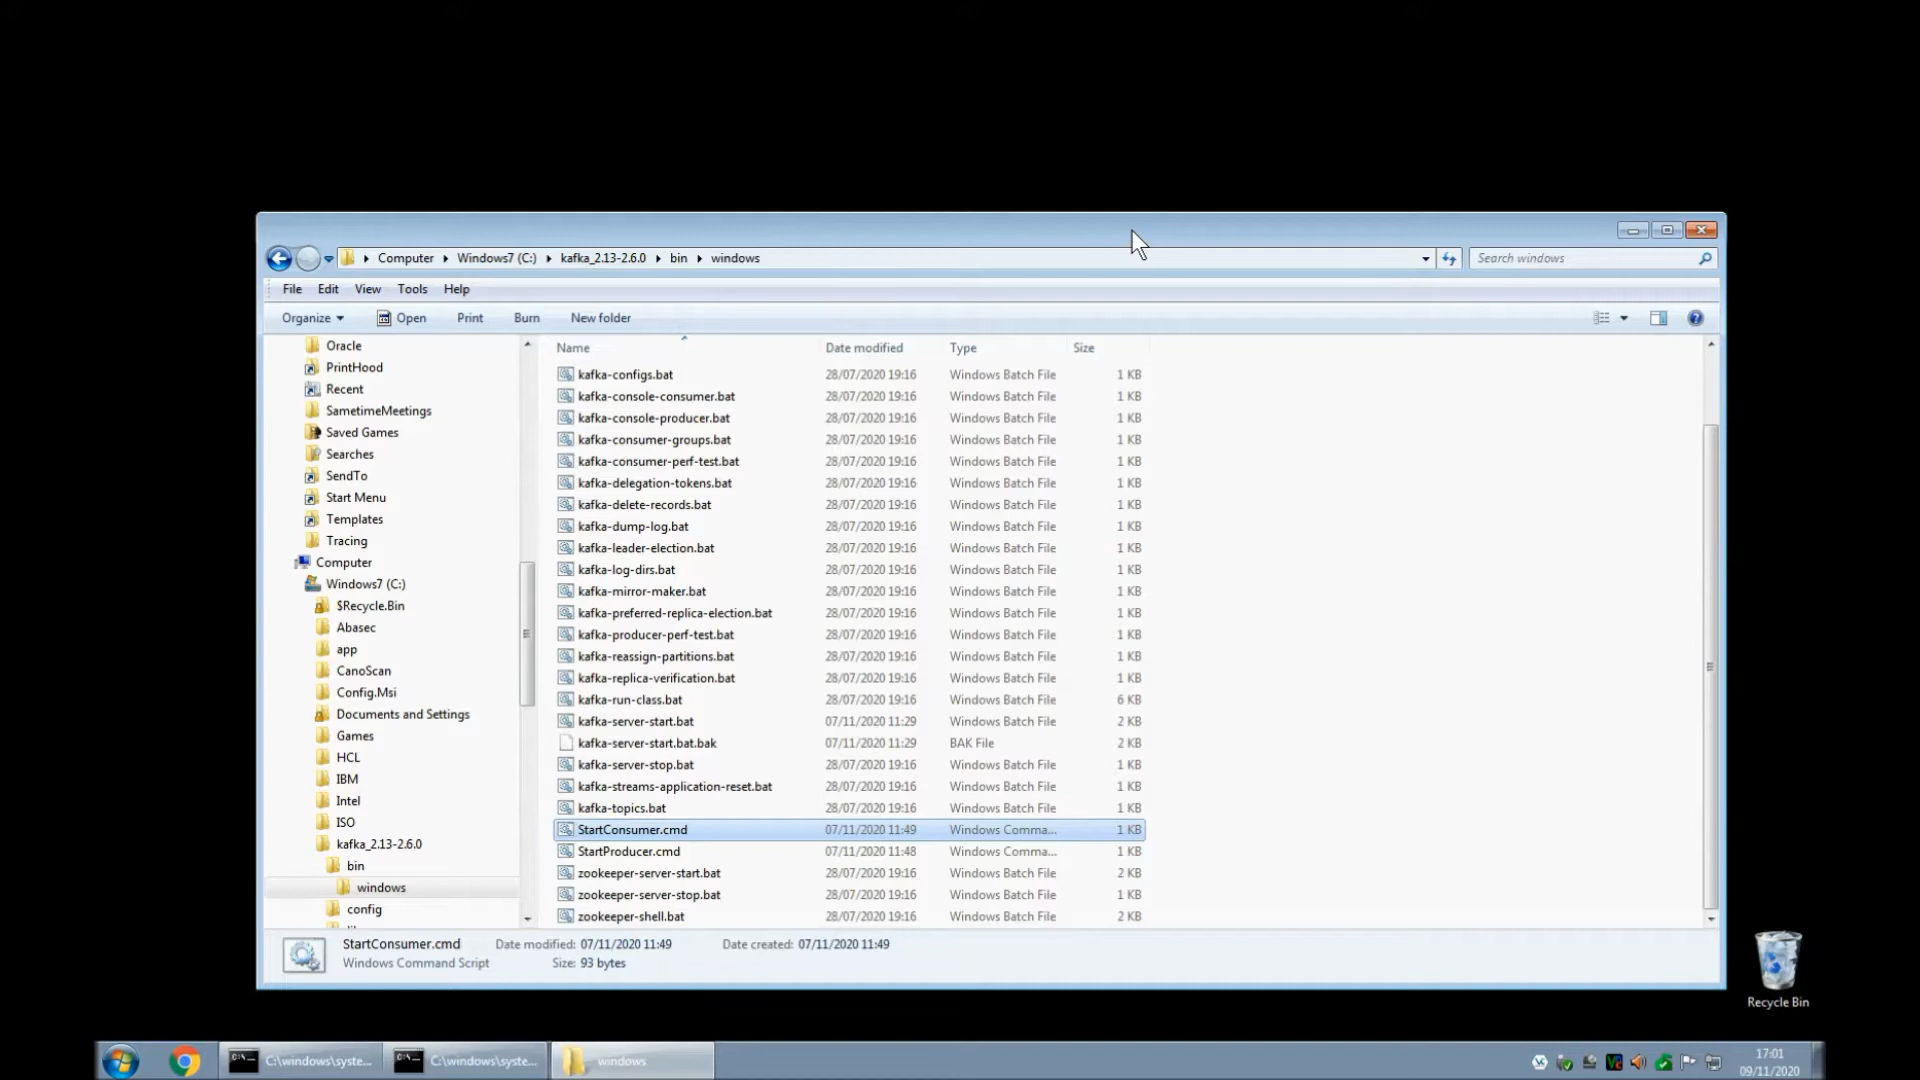 Computer Windows7 (C:) kafka_2.13-2.6.0 bin windows
Search windows
File Edit View Tools Help
Organize Open Print Burn New folder
Oracle
PrintHood
Recent
SametimeMeetings
Saved Games
Searches
SendTo
Start Menu
Templates
Tracing
Computer
Windows7 (C:)
$Recycle.Bin
Abasec
app
CanoScan
Config.Msi
Documents and Settings
Games
HCL
IBM
Intel
ISO
kafka_2.13-2.6.0
bin
windows
config
Name Date modified Type Size
kafka-configs.bat 28/07/2020 19:16 Windows Batch File 1 KB
kafka-console-consumer.bat 28/07/2020 19:16 Windows Batch File 1 KB
kafka-console-producer.bat 28/07/2020 19:16 Windows Batch File 1 KB
kafka-consumer-groups.bat 28/07/2020 19:16 Windows Batch File 1 KB
kafka-consumer-perf-test.bat 28/07/2020 19:16 Windows Batch File 1 KB
kafka-delegation-tokens.bat 28/07/2020 19:16 Windows Batch File 1 KB
kafka-delete-records.bat 28/07/2020 19:16 Windows Batch File 1 KB
kafka-dump-log.bat 28/07/2020 19:16 Windows Batch File 1 KB
kafka-leader-election.bat 28/07/2020 19:16 Windows Batch File 1 KB
kafka-log-dirs.bat 28/07/2020 19:16 Windows Batch File 1 KB
kafka-mirror-maker.bat 28/07/2020 19:16 Windows Batch File 1 KB
kafka-preferred-replica-election.bat 28/07/2020 19:16 Windows Batch File 1 KB
kafka-producer-perf-test.bat 28/07/2020 19:16 Windows Batch File 1 KB
kafka-reassign-partitions.bat 28/07/2020 19:16 Windows Batch File 1 KB
kafka-replica-verification.bat 28/07/2020 19:16 Windows Batch File 1 KB
kafka-run-class.bat 28/07/2020 19:16 Windows Batch File 6 KB
kafka-server-start.bat 07/11/2020 11:29 Windows Batch File 2 KB
kafka-server-start.bat.bak 07/11/2020 11:29 BAK File 2 KB
kafka-server-stop.bat 28/07/2020 19:16 Windows Batch File 1 KB
kafka-streams-application-reset.bat 28/07/2020 19:16 Windows Batch File 1 KB
kafka-topics.bat 28/07/2020 19:16 Windows Batch File 1 KB
StartConsumer.cmd 07/11/2020 11:49 Windows Comma... 1 KB
StartProducer.cmd 07/11/2020 11:48 Windows Comma... 1 KB
zookeeper-server-start.bat 28/07/2020 19:16 Windows Batch File 2 KB
zookeeper-server-stop.bat 28/07/2020 19:16 Windows Batch File 1 KB
zookeeper-shell.bat 28/07/2020 19:16 Windows Batch File 2 KB
StartConsumer.cmd Date modified: 07/11/2020 11:49 Date created: 07/11/2020 11:49
Windows Command Script Size: 93 bytes
Recycle Bin
C:\windows\syste... C:\windows\syste... windows
17:01
09/11/2020